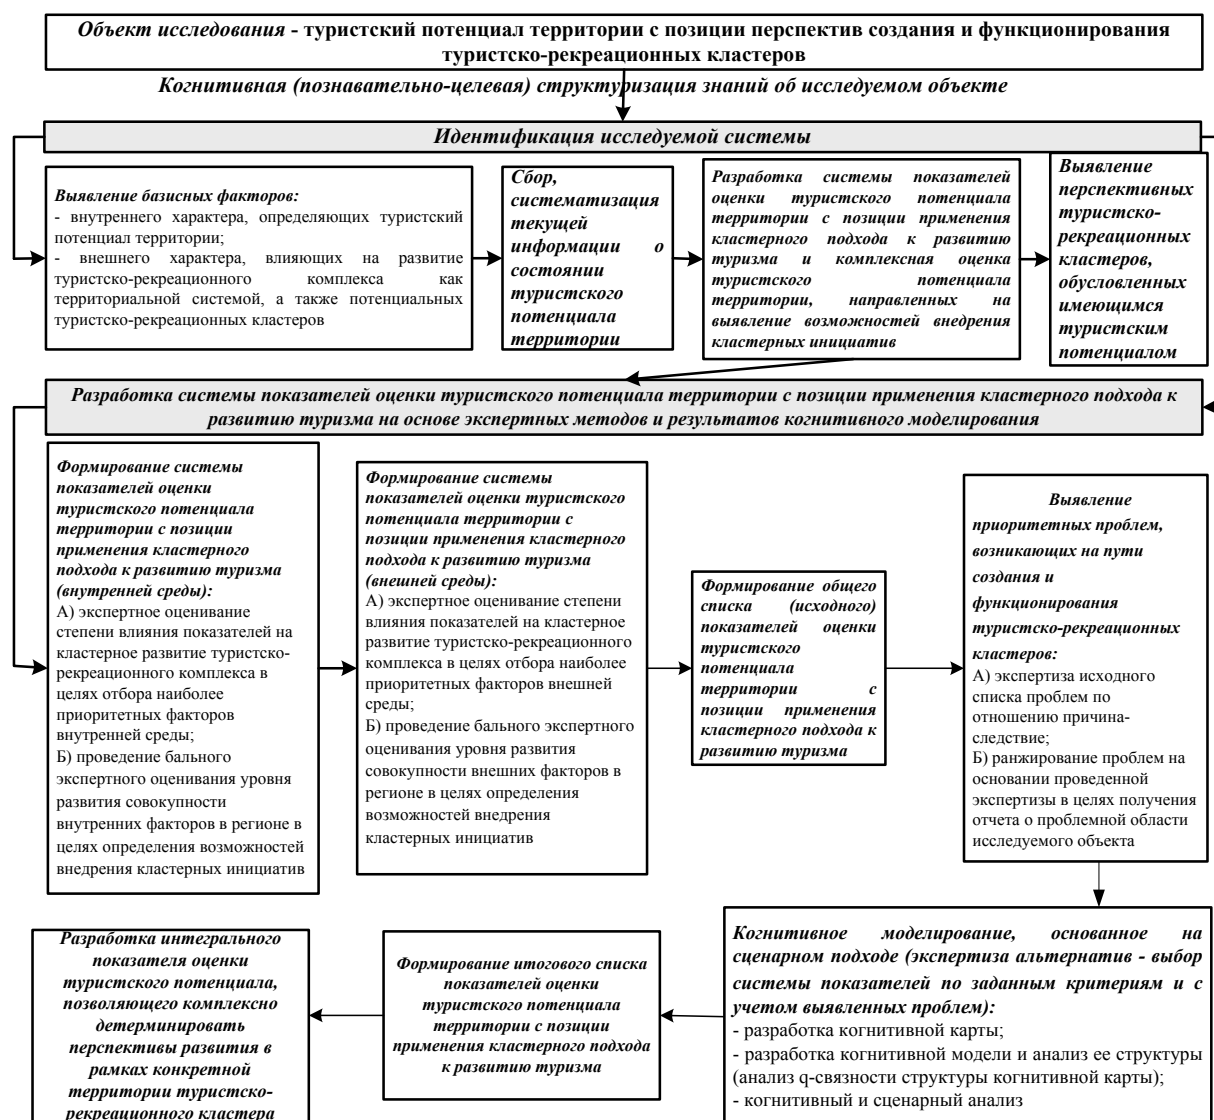 Объект исследования - туристский потенциал территории с позиции перспектив создания и функционирования
туристско-рекреационных кластеров
Когнитивная (познавательно-целевая) структуризация знаний об исследуемом объекте
Идентификация исследуемой системы
Выявление базисных факторов:
- внутреннего характера, определяющих туристский
потенциал территории;
- внешнего характера, влияющих на развитие
туристско-рекреационного комплекса как
территориальной системой, а также потенциальных
туристско-рекреационных кластеров
Сбор,
систематизация
текущей
информации о
состоянии
туристского
потенциала
территории
Разработка системы показателей
оценки туристского потенциала
территории с позиции применения
кластерного подхода к развитию
туризма и комплексная оценка
туристского потенциала
территории, направленных на
выявление возможностей внедрения
кластерных инициатив
Выявление
перспективных
туристско-
рекреационных
кластеров,
обусловленных
имеющимся
туристским
потенциалом
Разработка системы показателей оценки туристского потенциала территории с позиции применения кластерного подхода к
развитию туризма на основе экспертных методов и результатов когнитивного моделирования
Формирование системы
показателей оценки
туристского потенциала
территории с позиции
применения кластерного
подхода к развитию туризма
(внутренней среды):
А) экспертное оценивание
степени влияния показателей на
кластерное развитие туристско-
рекреационного комплекса в
целях отбора наиболее
приоритетных факторов
внутренней среды;
Б) проведение бального
экспертного оценивания уровня
развития совокупности
внутренних факторов в регионе в
целях определения возможностей
внедрения кластерных инициатив
Формирование системы
показателей оценки туристского
потенциала территории с
позиции применения кластерного
подхода к развитию туризма
(внешней среды):
А) экспертное оценивание степени
влияния показателей на кластерное
развитие туристско-рекреационного
комплекса в целях отбора наиболее
приоритетных факторов внешней
среды;
Б) проведение бального экспертного
оценивания уровня развития
совокупности внешних факторов в
регионе в целях определения
возможностей внедрения
кластерных инициатив
Формирование общего
списка (исходного)
показателей оценки
туристского
потенциала
территории с
позиции применения
кластерного подхода к
развитию туризма
Выявление
приоритетных проблем,
возникающих на пути
создания и
функционирования
туристско-рекреационных
кластеров:
А) экспертиза исходного
списка проблем по
отношению причина-
следствие;
Б) ранжирование проблем на
основании проведенной
экспертизы в целях получения
отчета о проблемной области
исследуемого объекта
Когнитивное моделирование, основанное на
сценарном подходе (экспертиза альтернатив - выбор
системы показателей по заданным критериям и с
учетом выявленных проблем):
- разработка когнитивной карты;
- разработка когнитивной модели и анализ ее структуры
(анализ q-связности структуры когнитивной карты);
- когнитивный и сценарный анализ
Формирование итогового списка
показателей оценки
туристского потенциала
территории с позиции
применения кластерного подхода
к развитию туризма
Разработка интегрального
показателя оценки
туристского потенциала,
позволяющего комплексно
детерминировать
перспективы развития в
рамках конкретной
территории туристско-
рекреационного кластера